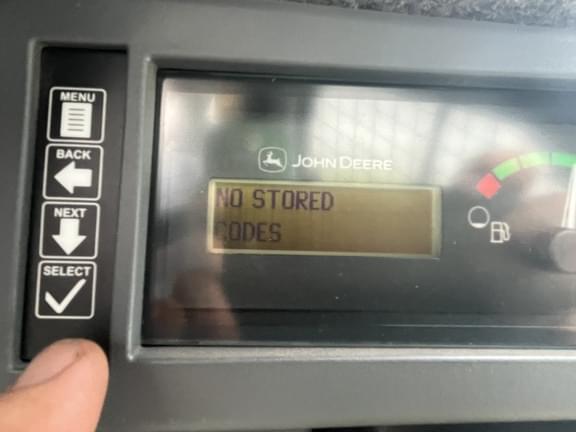 MENU
BACK
NEXT
SELECT
JOHN DEERE
NO STORED
CODES